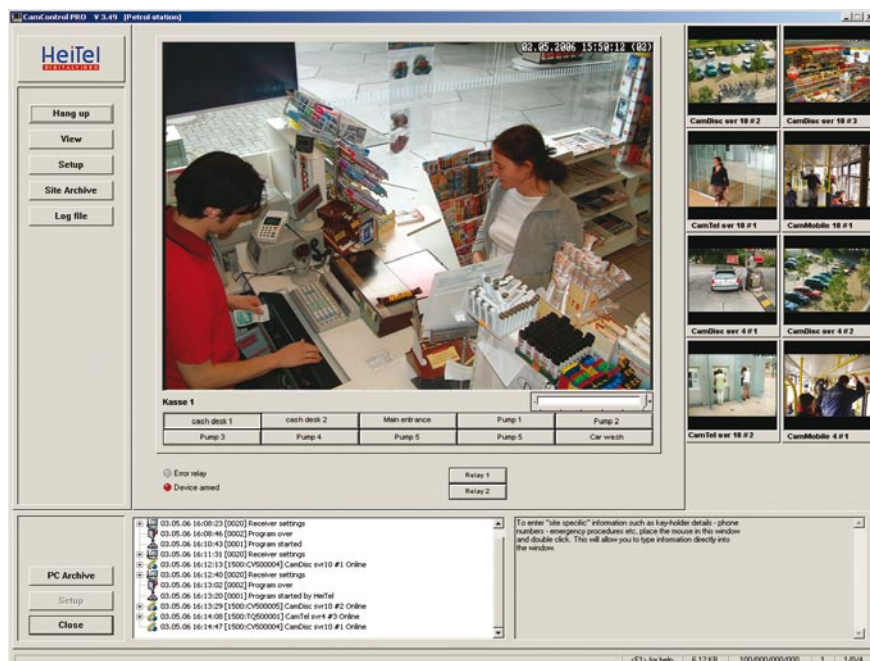 CamControl PRO V 3.49 [Petrol station]
HeiTel
DIGITALVIDEO
Hang up
View
Setup
Site Archive
Log file
02.05.2006 15:50:12 (02)
Kasse 1
cash desk 1
cash desk 2
Main entrance
Pump 1
Pump 2
Pump 3
Pump 4
Pump 5
Pump 5
Car wash
Error relay
Device armed
Relay 1
Relay 2
CamDisc svr 10 #2
CamDisc svr 10 #3
CamTel svr 10 #1
CamMobile 10 #1
CamDisc svr 4 #1
CamDisc svr 4 #2
CamTel svr 10 #2
CamMobile 4 #1
PC Archive
Setup
Close
03.05.06 16:08:23 [0020] Receiver settings
03.05.06 16:08:46 [0002] Program over
03.05.06 16:10:43 [0001] Program started
03.05.06 16:11:31 [0020] Receiver settings
03.05.06 16:12:13 [1500:CV500004] CamDisc svr10 #1 Online
03.05.06 16:12:40 [0020] Receiver settings
03.05.06 16:13:02 [0002] Program over
03.05.06 16:13:20 [0001] Program started by HeiTel
03.05.06 16:13:29 [1500:CV500005] CamDisc svr10 #2 Online
03.05.06 16:14:08 [1500:TQ500001] CamTel svr4 #3 Online
03.05.06 16:14:47 [1500:CV500004] CamDisc svr10 #1 Online
To enter "site specific" information such as key-holder details - phone
numbers - emergency procedures etc, place the mouse in this window
and double click. This will allow you to type information directly into
the window.
<F1> for help
6.12 KB
100/000/000/000
1
1/0/4